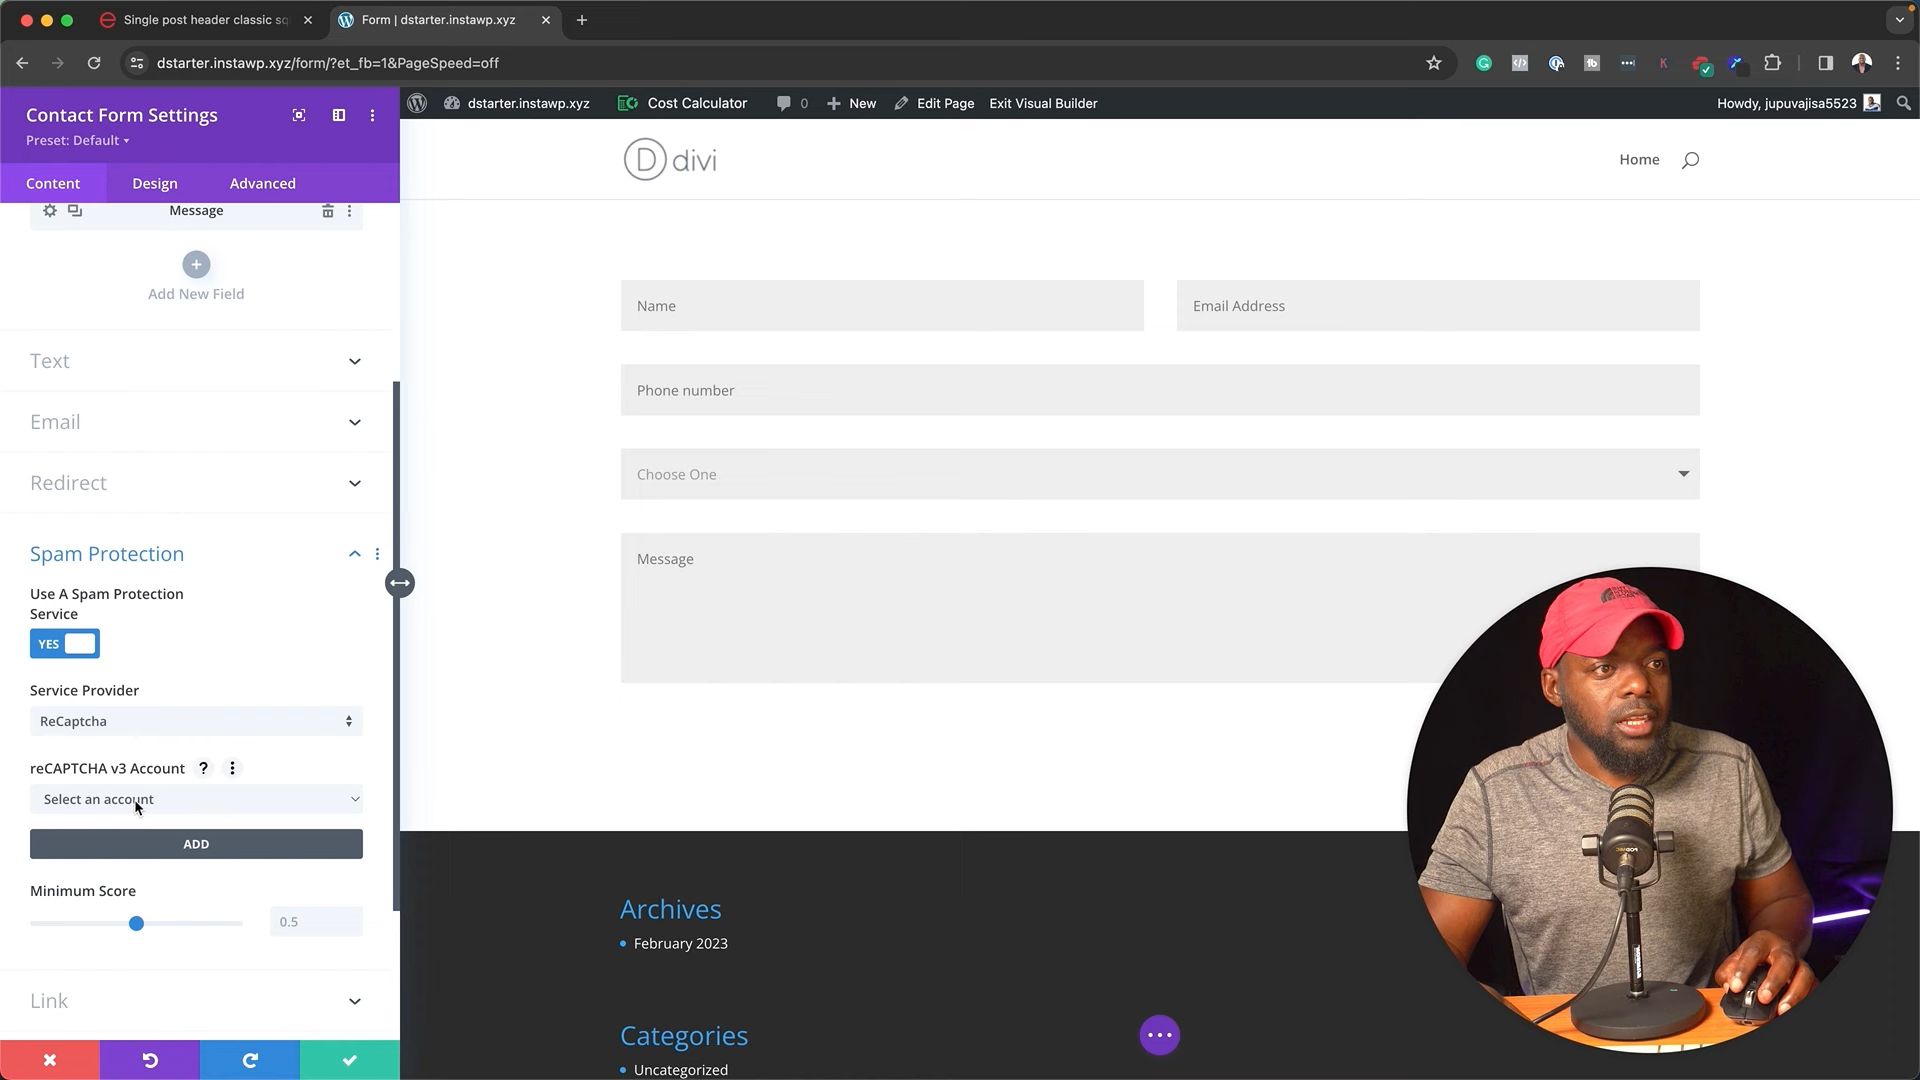 Single post header classic sq
Form | dstarter.instawp.xyz
dstarter.instawp.xyz/form/?et_fb=1&PageSpeed=off
Contact Form Settings
Preset: Default
Content
Design
Advanced
dstarter.instawp.xyz
Cost Calculator
0
New
Edit Page
Exit Visual Builder
Howdy, jupuvajisa5523
D divi
Home
Message
Add New Field
Text
Email
Redirect
Spam Protection
Use A Spam Protection
Service
YES
Service Provider
ReCaptcha
reCAPTCHA v3 Account
?
Select an account
ADD
Minimum Score
0.5
Link
Name
Email Address
Phone number
Choose One
Message
Archives
February 2023
Categories
Uncategorized